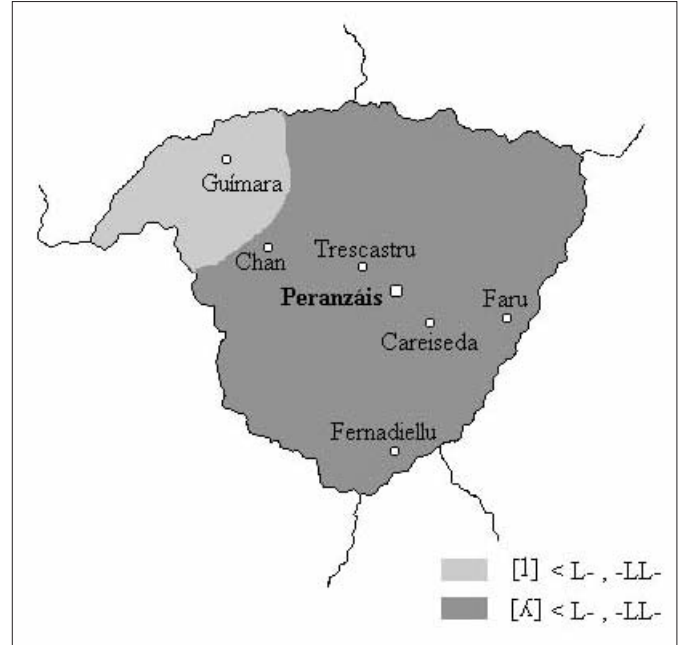 Guímara
Chan
Trescastru
Peranzáis
Faru
Careiseda
Fernadiellu
[l] < L- , -LL-
[ʎ] < L- , -LL-